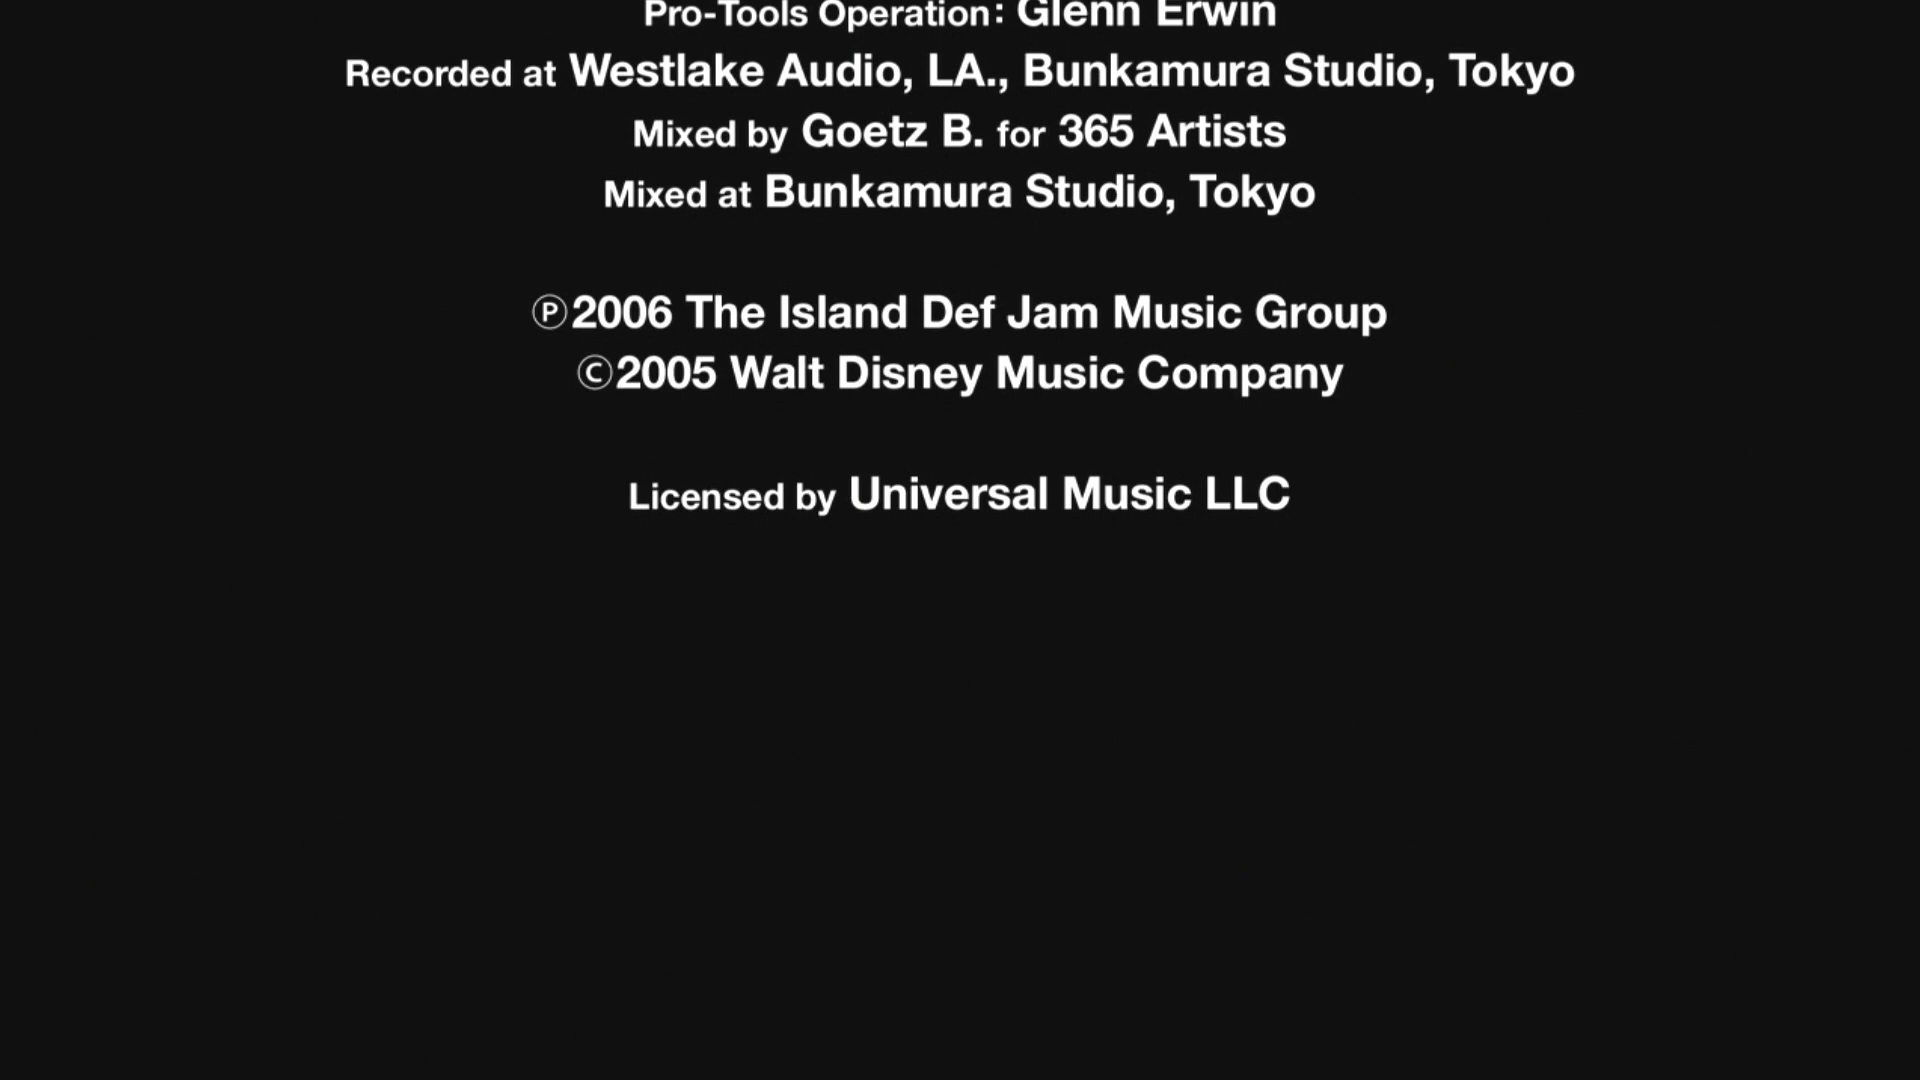 Pro-Tools Operation: Glenn Erwin
Recorded at Westlake Audio, LA., Bunkamura Studio, Tokyo
Mixed by Goetz B. for 365 Artists
Mixed at Bunkamura Studio, Tokyo
℗2006 The Island Def Jam Music Group
©2005 Walt Disney Music Company
Licensed by Universal Music LLC